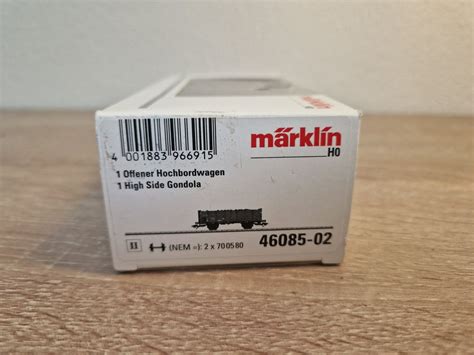 märklin
H0
4 001883 966915
1 Offener Hochbordwagen
1 High Side Gondola
II
(NEM =): 2 x 700580
46085-02